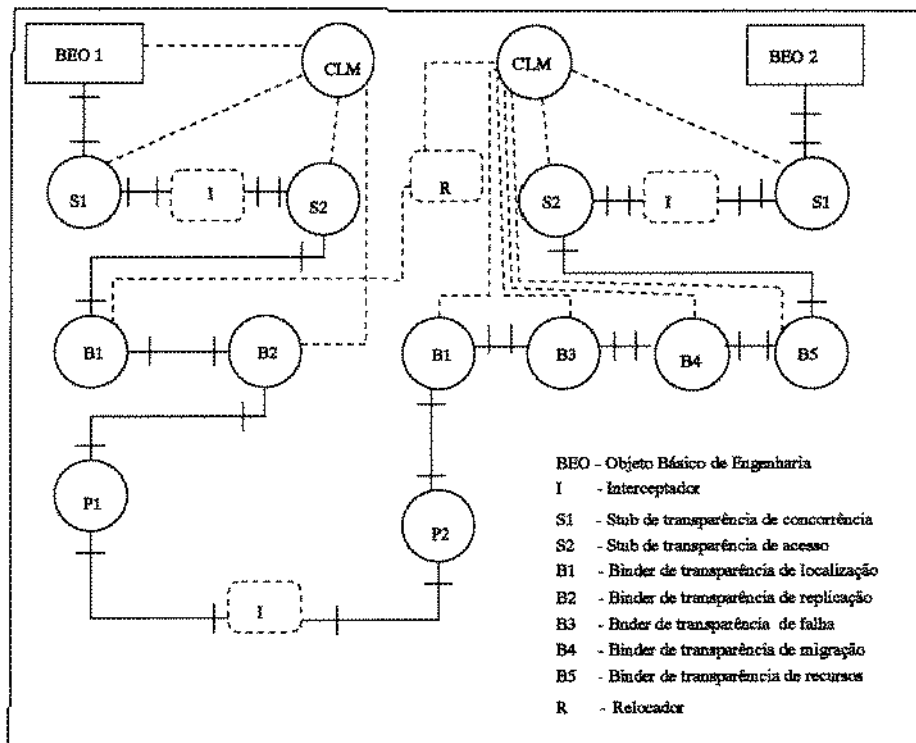 BEO 1
CLM
CLM
BEO 2
S1
I
S2
R
S2
I
S1
B1
B2
B1
B3
B4
B5
P1
P2
I
BEO - Objeto Básico de Engenharia
I - Interceptador
S1 - Stub de transparência de concorrência
S2 - Stub de transparência de acesso
B1 - Binder de transparência de localização
B2 - Binder de transparência de replicação
B3 - Bnder de transparência de falha
B4 - Binder de transparência de migração
B5 - Binder de transparência de recursos
R - Relocador